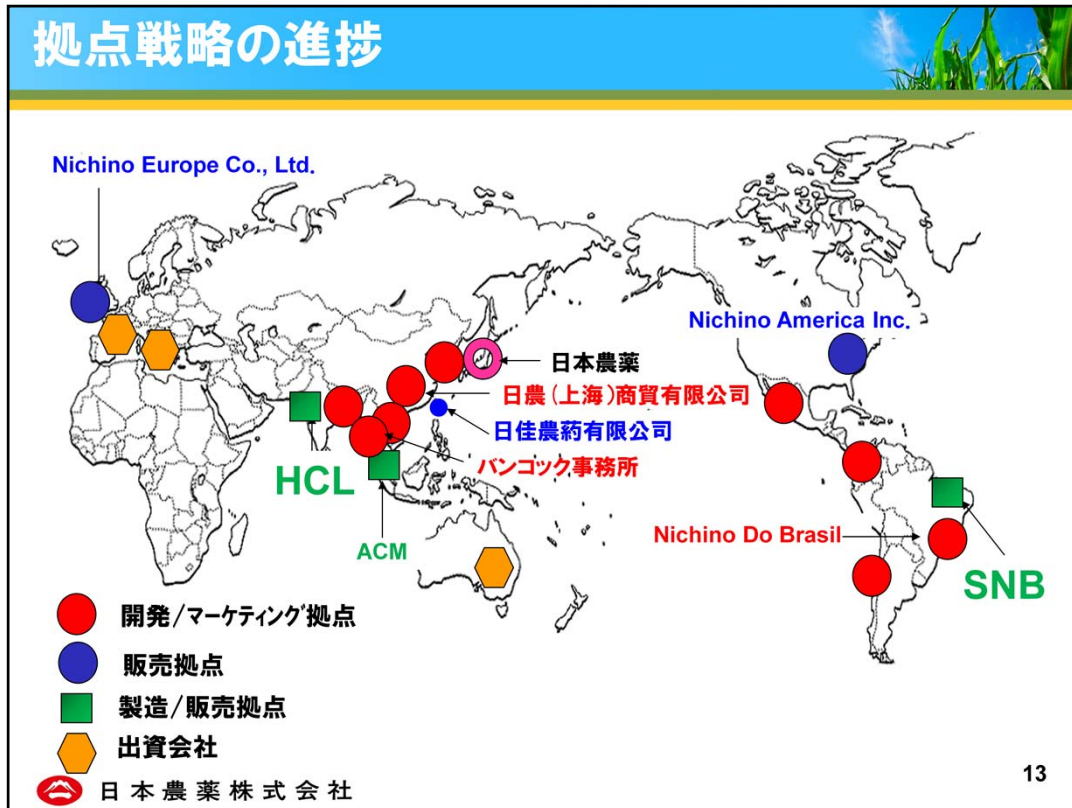 拠点戦略の進捗
Nichino Europe Co., Ltd.
Nichino America Inc.
日本農薬
日農(上海)商貿有限公司
日佳農葯有限公司
バンコック事務所
HCL
ACM
Nichino Do Brasil
SNB
開発/マーケティング拠点
販売拠点
製造/販売拠点
出資会社
日本農薬株式会社
13